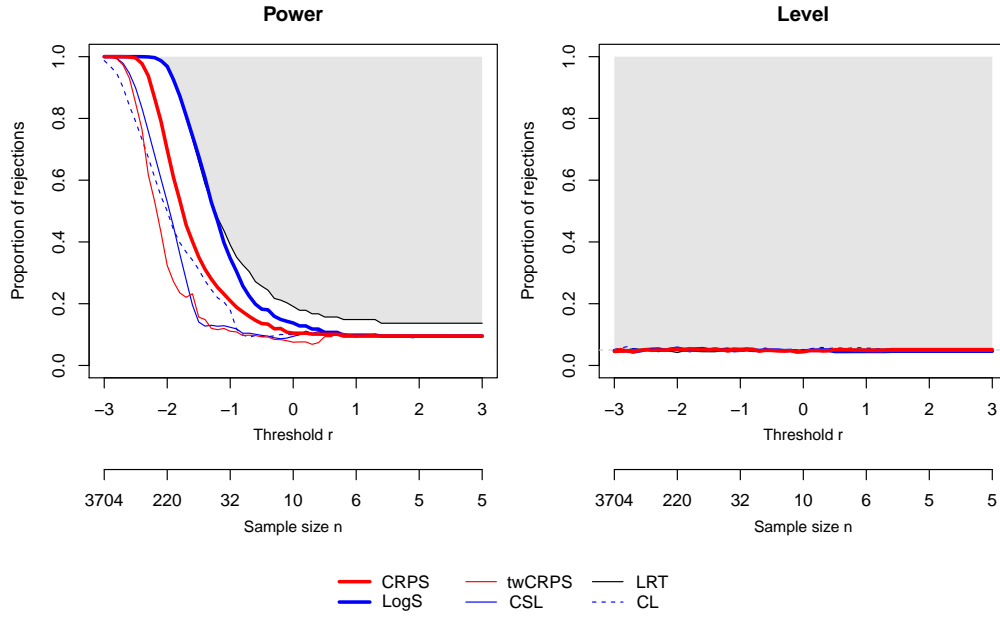 Power
Proportion of rejections
1.0
0.8
0.6
0.4
0.2
0.0
−3 −2 −1 0 1 2 3
Threshold r
3704 220 32 10 6 5 5
Sample size n
Level
Proportion of rejections
1.0
0.8
0.6
0.4
0.2
0.0
−3 −2 −1 0 1 2 3
Threshold r
3704 220 32 10 6 5 5
Sample size n
CRPS twCRPS LRT
LogS CSL CL